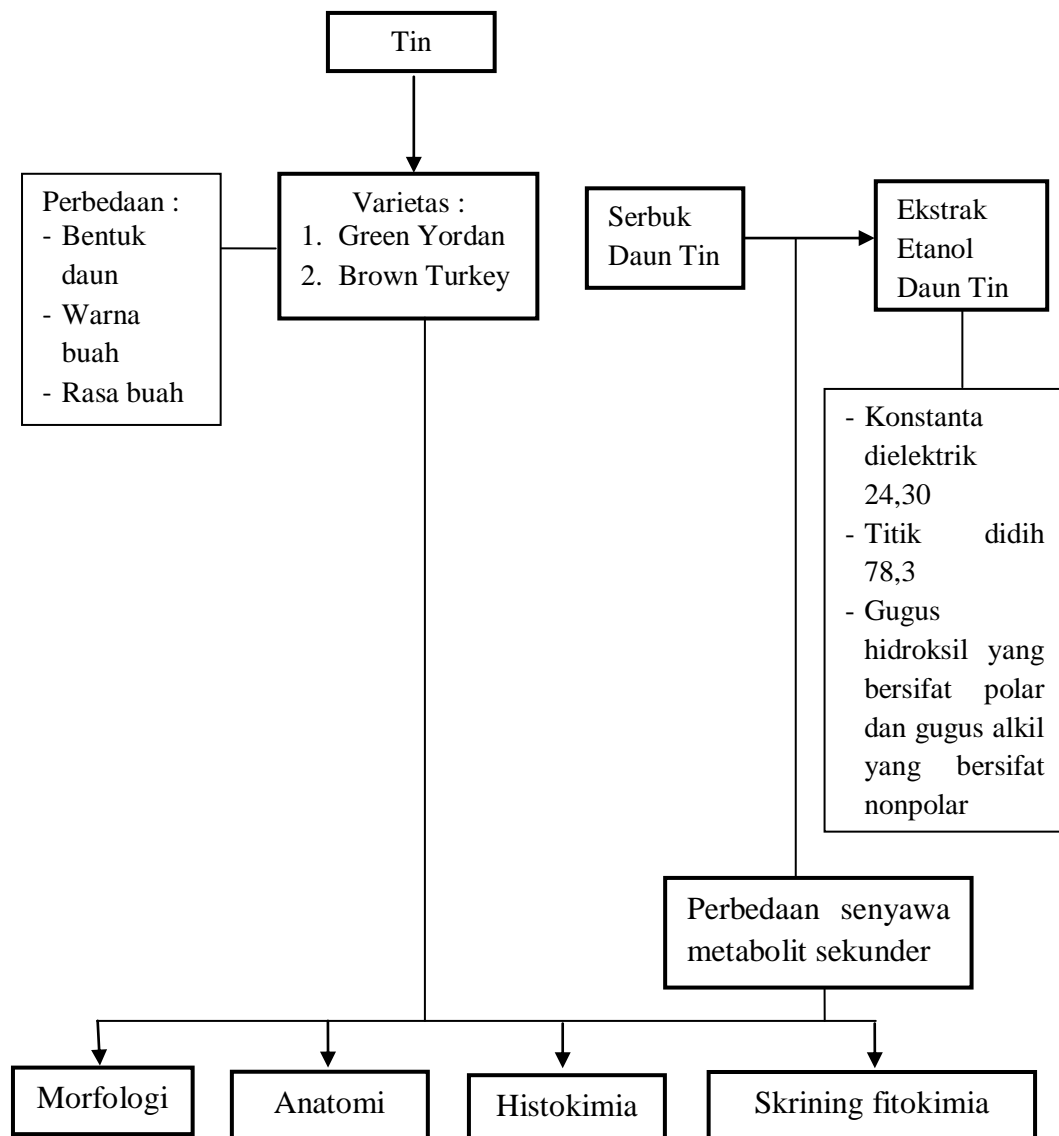 Tin
Perbedaan :
- Bentuk
daun
- Warna
buah
- Rasa buah
Varietas :
1. Green Yordan
2. Brown Turkey
Serbuk
Daun Tin
Ekstrak
Etanol
Daun Tin
- Konstanta
dielektrik
24,30
- Titik didih
78,3
- Gugus
hidroksil yang
bersifat polar
dan gugus alkil
yang bersifat
nonpolar
Perbedaan senyawa
metabolit sekunder
Morfologi
Anatomi
Histokimia
Skrining fitokimia